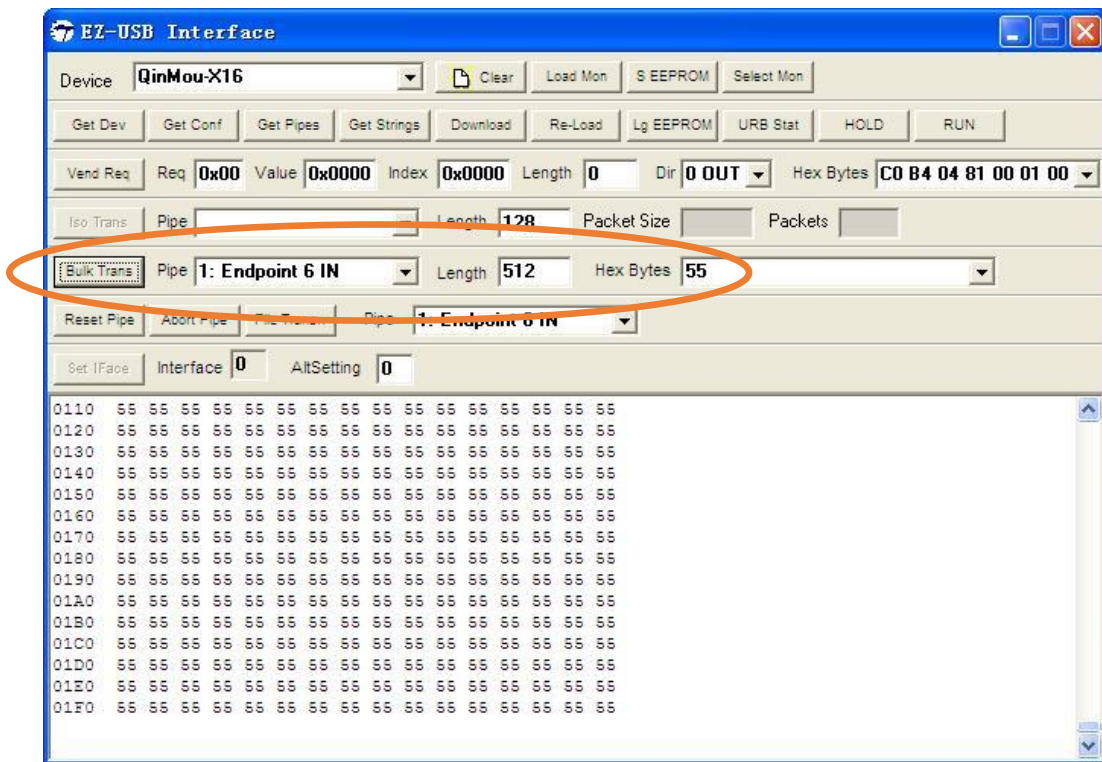 EZ-USB Interface
Device QinMou-X16 Clear Load Mon S EEPROM Select Mon
Get Dev Get Conf Get Pipes Get Strings Download Re-Load Lg EEPROM URB Stat HOLD RUN
Vend Req Req 0x00 Value 0x0000 Index 0x0000 Length 0 Dir 0 OUT Hex Bytes C0 B4 04 81 00 01 00
Iso Trans Pipe Length 128 Packet Size Packets
Bulk Trans Pipe 1: Endpoint 6 IN Length 512 Hex Bytes 55
Reset Pipe Abort Pipe Pipe 1: Endpoint 6 IN
Set IFace Interface 0 AltSetting 0
0110 55 55 55 55 55 55 55 55 55 55 55 55 55 55 55 55
0120 55 55 55 55 55 55 55 55 55 55 55 55 55 55 55 55
0130 55 55 55 55 55 55 55 55 55 55 55 55 55 55 55 55
0140 55 55 55 55 55 55 55 55 55 55 55 55 55 55 55 55
0150 55 55 55 55 55 55 55 55 55 55 55 55 55 55 55 55
0160 55 55 55 55 55 55 55 55 55 55 55 55 55 55 55 55
0170 55 55 55 55 55 55 55 55 55 55 55 55 55 55 55 55
0180 55 55 55 55 55 55 55 55 55 55 55 55 55 55 55 55
0190 55 55 55 55 55 55 55 55 55 55 55 55 55 55 55 55
01A0 55 55 55 55 55 55 55 55 55 55 55 55 55 55 55 55
01B0 55 55 55 55 55 55 55 55 55 55 55 55 55 55 55 55
01C0 55 55 55 55 55 55 55 55 55 55 55 55 55 55 55 55
01D0 55 55 55 55 55 55 55 55 55 55 55 55 55 55 55 55
01E0 55 55 55 55 55 55 55 55 55 55 55 55 55 55 55 55
01F0 55 55 55 55 55 55 55 55 55 55 55 55 55 55 55 55